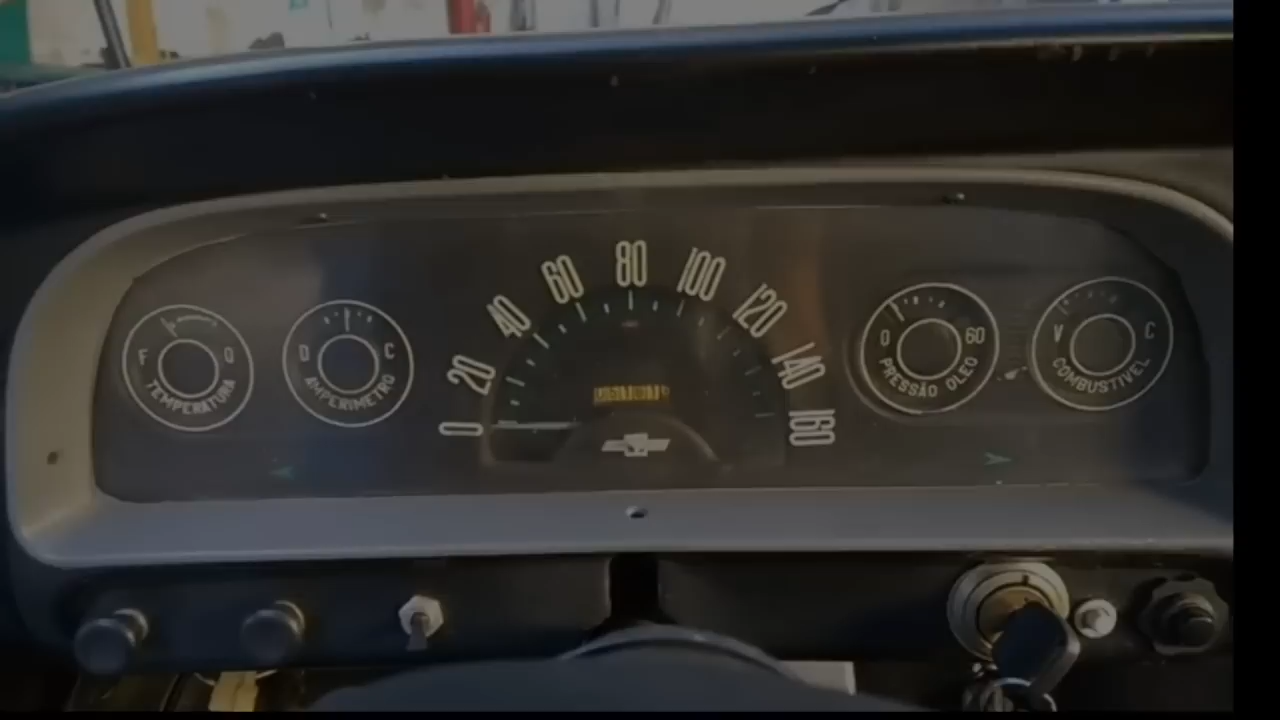 F Q
TEMPERATURA
D C
AMPERIMETRO
0 20 40 60 80 100 120 140 160
0 60
PRESSÃO OLEO
V C
COMBUSTIVEL